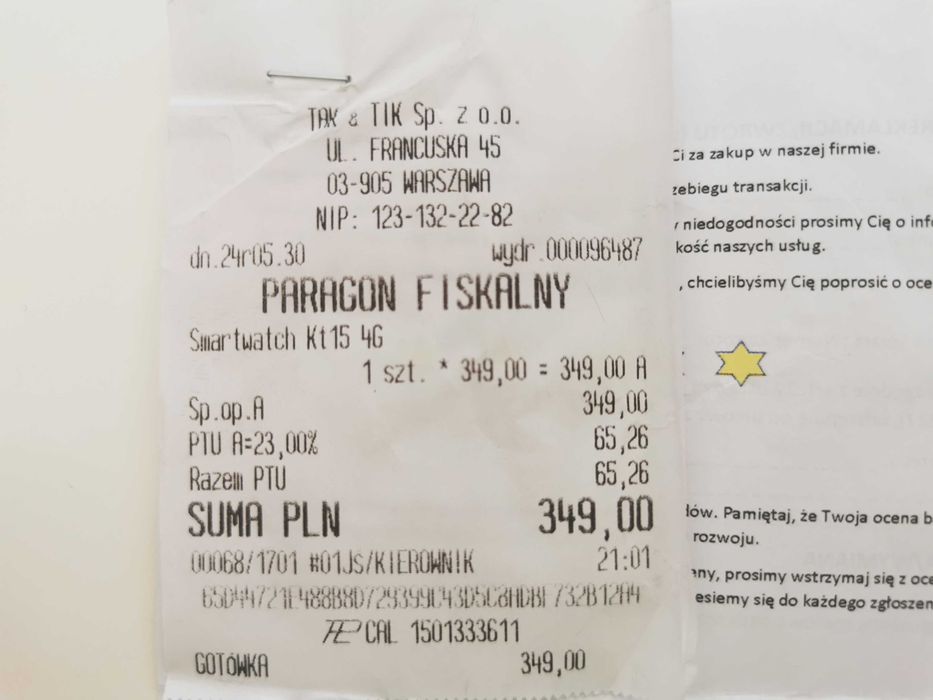 TAK & TIK Sp. z o.o.
UL. FRANCUSKA 45
03-905 WARSZAWA
NIP: 123-132-22-82
dn.24r05.30 wydr.000096487
PARAGON FISKALNY
Smartwatch Kt15 4G
1 szt. * 349,00 = 349,00 A
Sp.op.A 349,00
PTU A=23,00% 65,26
Razem PTU 65,26
SUMA PLN 349,00
00068/1701 #01JS/KIEROWNIK 21:01
CAL 1501333611
GOTÓWKA 349,00
Ci za zakup w naszej firmie.
zebiegu transakcji.
niedogodności prosimy Cię o info
kość naszych usług.
, chcielibyśmy Cię poprosić o oce
:
dów. Pamiętaj, że Twoja ocena b
rozwoju.
eny, prosimy wstrzymaj się z oce
esiemy się do każdego zgłoszen